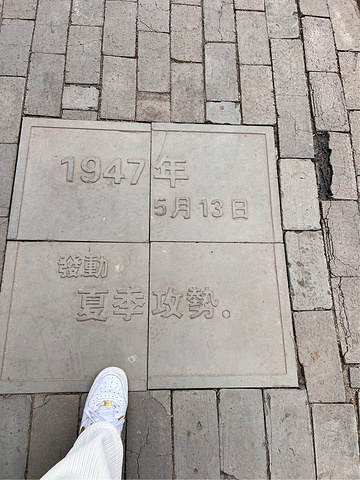 1947年
5月13日
發動
夏季攻勢.